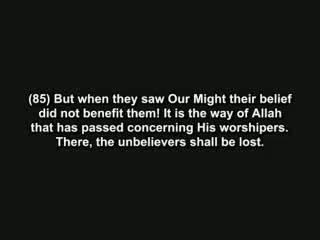 (85) But when they saw Our Might their belief
did not benefit them! It is the way of Allah
that has passed concerning His worshipers.
There, the unbelievers shall be lost.